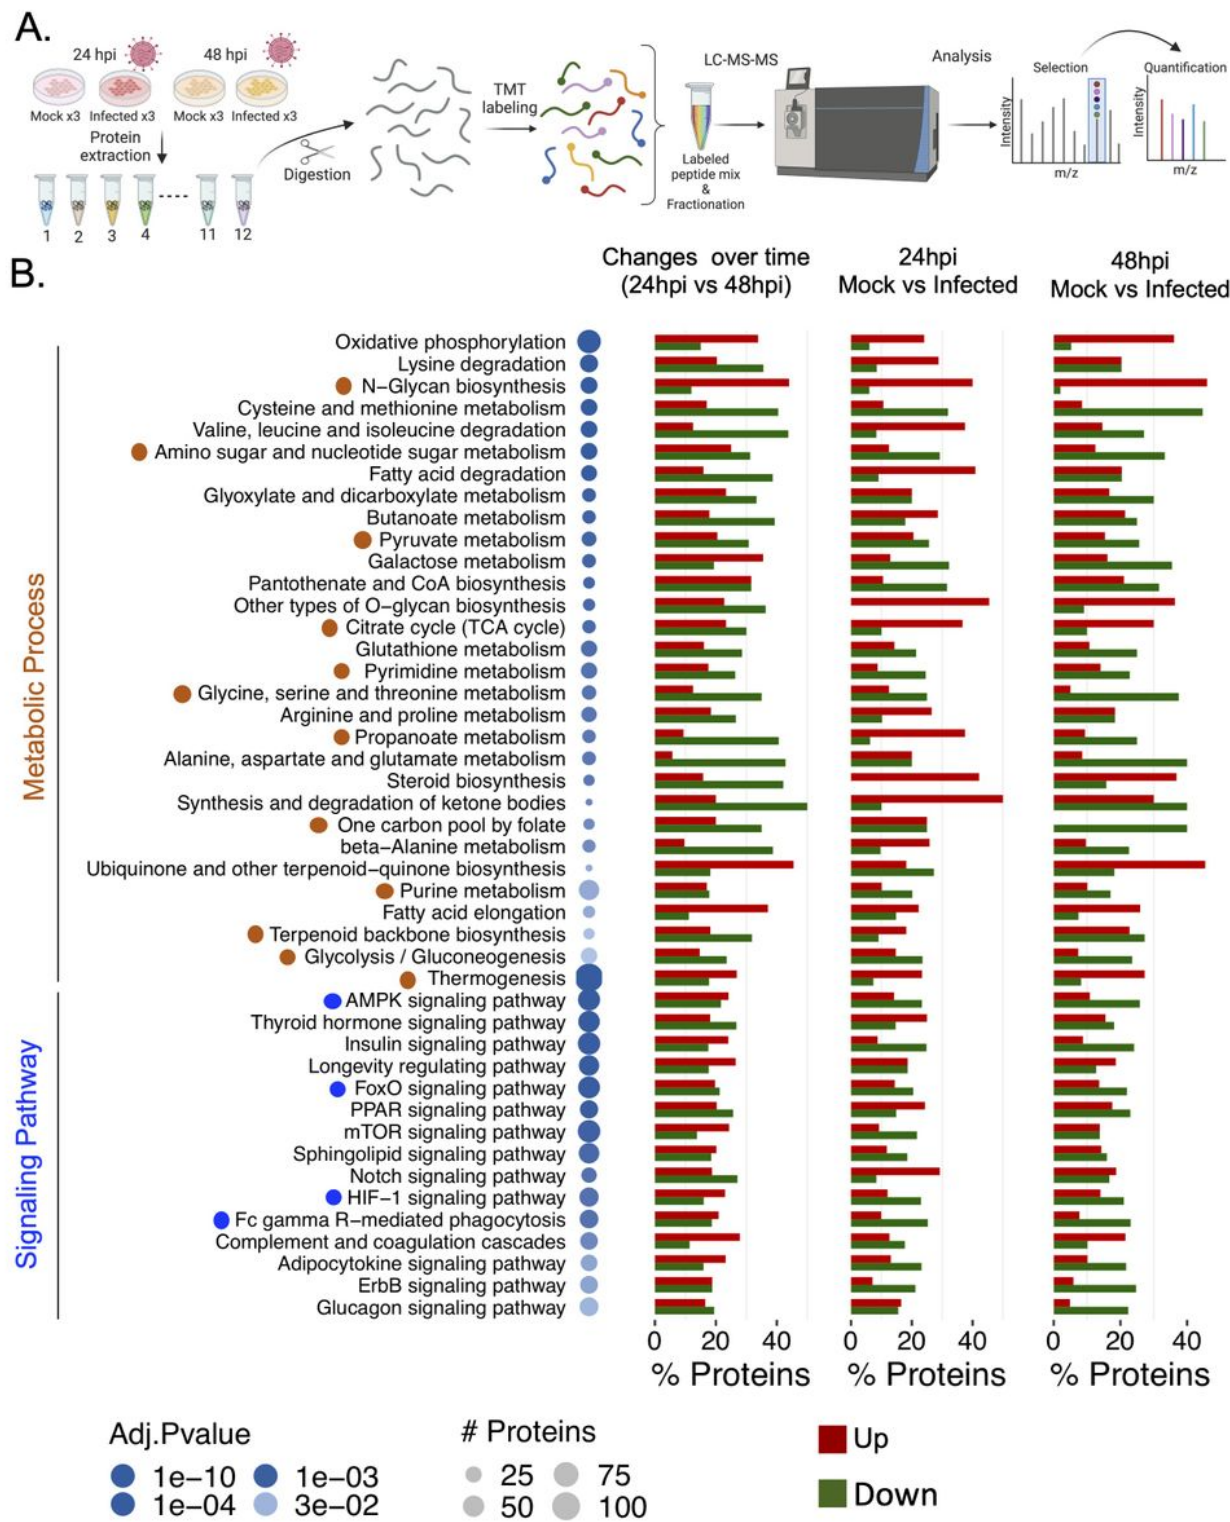 A.
24 hpi
48 hpi
Mock x3 Infected x3 Mock x3 Infected x3
Protein
extraction
1 2 3 4 11 12
Digestion
TMT
labeling
LC-MS-MS
Labeled
peptide mix
&
Fractionation
Analysis
Selection
Quantification
Intensity
m/z
Intensity
m/z
B.
Changes over time
(24hpi vs 48hpi)
24hpi
Mock vs Infected
48hpi
Mock vs Infected
Metabolic Process
Oxidative phosphorylation
Lysine degradation
N−Glycan biosynthesis
Cysteine and methionine metabolism
Valine, leucine and isoleucine degradation
Amino sugar and nucleotide sugar metabolism
Fatty acid degradation
Glyoxylate and dicarboxylate metabolism
Butanoate metabolism
Pyruvate metabolism
Galactose metabolism
Pantothenate and CoA biosynthesis
Other types of O−glycan biosynthesis
Citrate cycle (TCA cycle)
Glutathione metabolism
Pyrimidine metabolism
Glycine, serine and threonine metabolism
Arginine and proline metabolism
Propanoate metabolism
Alanine, aspartate and glutamate metabolism
Steroid biosynthesis
Synthesis and degradation of ketone bodies
One carbon pool by folate
beta−Alanine metabolism
Ubiquinone and other terpenoid−quinone biosynthesis
Purine metabolism
Fatty acid elongation
Terpenoid backbone biosynthesis
Glycolysis / Gluconeogenesis
Thermogenesis
Signaling Pathway
AMPK signaling pathway
Thyroid hormone signaling pathway
Insulin signaling pathway
Longevity regulating pathway
FoxO signaling pathway
PPAR signaling pathway
mTOR signaling pathway
Sphingolipid signaling pathway
Notch signaling pathway
HIF−1 signaling pathway
Fc gamma R−mediated phagocytosis
Complement and coagulation cascades
Adipocytokine signaling pathway
ErbB signaling pathway
Glucagon signaling pathway
0 20 40 0 20 40 0 20 40
% Proteins % Proteins % Proteins
Adj.Pvalue
1e−10 1e−03
1e−04 3e−02
# Proteins
25 75
50 100
Up
Down